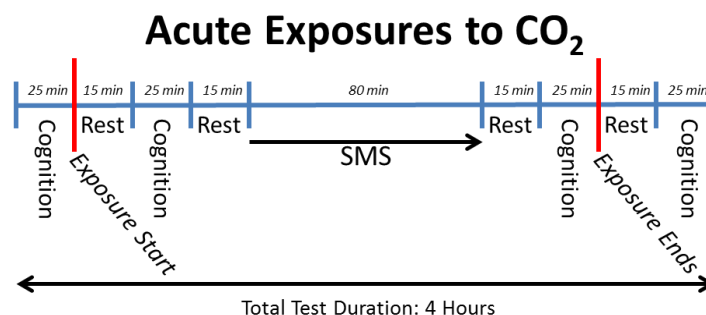 Acute Exposures to CO₂
25 min 15 min 25 min 15 min 80 min 15 min 25 min 15 min 25 min
Cognition Rest Cognition Rest SMS Rest Cognition Rest Cognition
Exposure Start Exposure Ends
Total Test Duration: 4 Hours